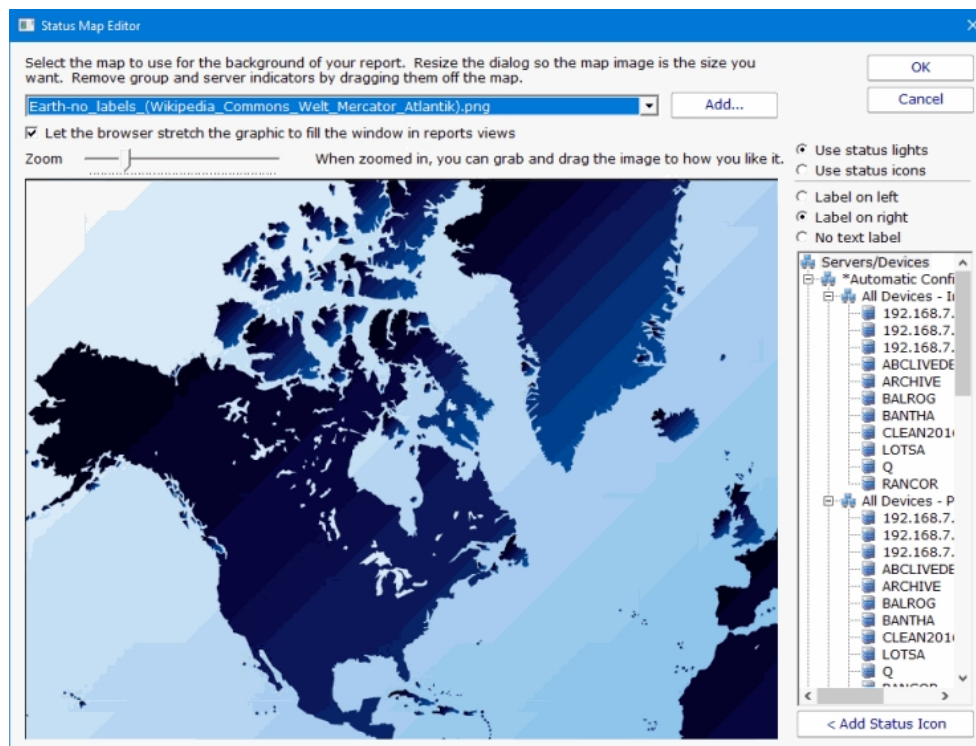 Status Map Editor
Select the map to use for the background of your report. Resize the dialog so the map image is the size you
want. Remove group and server indicators by dragging them off the map.
OK
Cancel
Earth-no_labels_(Wikipedia_Commons_Welt_Mercator_Atlantik).png
Add...
Let the browser stretch the graphic to fill the window in reports views
Zoom
When zoomed in, you can grab and drag the image to how you like it.
Use status lights
Use status icons
Label on left
Label on right
No text label
Servers/Devices
*Automatic Confi
All Devices - I
192.168.7.
192.168.7.
192.168.7.
ABCLIVEDE
ARCHIVE
BALROG
BANTHA
CLEAN201
LOTSA
Q
RANCOR
All Devices - P
192.168.7.
192.168.7.
192.168.7.
ABCLIVEDE
ARCHIVE
BALROG
BANTHA
CLEAN201
LOTSA
Q
RANCOR
< Add Status Icon